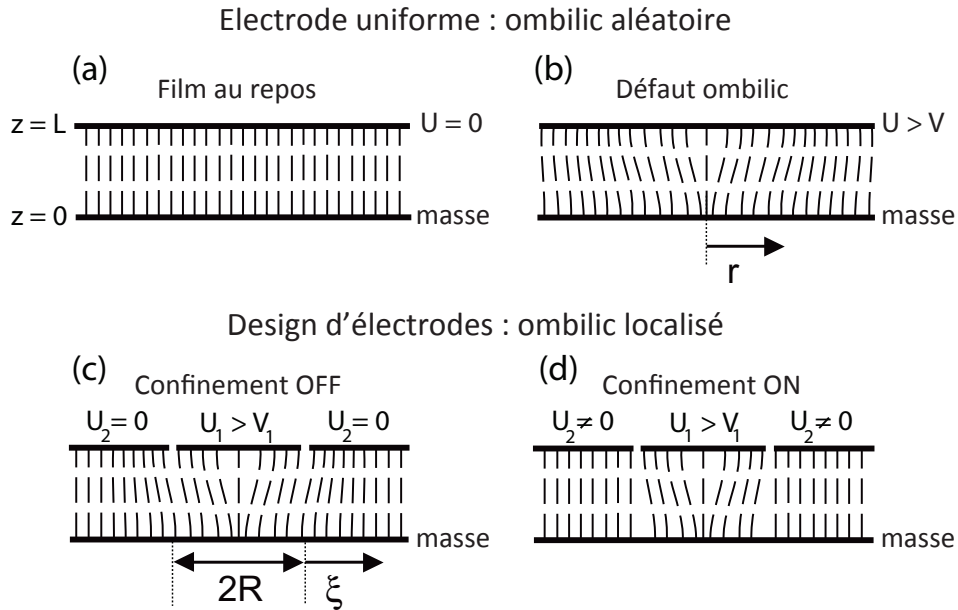 Electrode uniforme : ombilic aléatoire
(a)
Film au repos
z = L
U = 0
z = 0
masse
(b)
Défaut ombilic
U > V
masse
r
Design d'électrodes : ombilic localisé
(c)
Confinement OFF
U₂ = 0
U₁ > V₁
U₂ = 0
masse
2R
ξ
(d)
Confinement ON
U₂ ≠ 0
U₁ > V₁
U₂ ≠ 0
masse